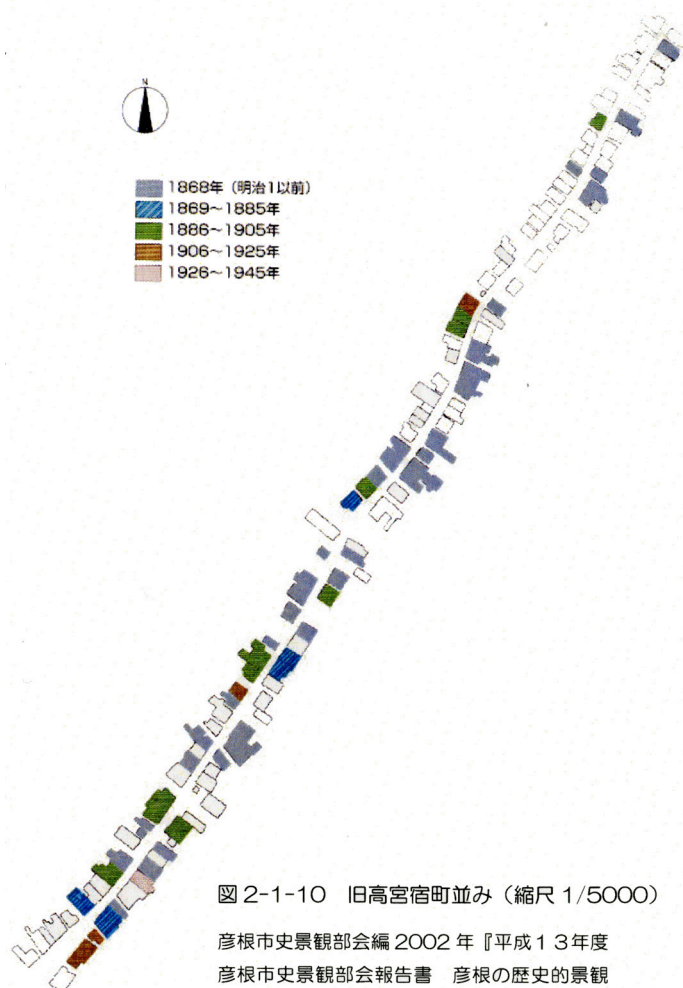 N
1868年（明治1以前）
1869～1885年
1886～1905年
1906～1925年
1926～1945年
図2-1-10 旧高宮宿町並み（縮尺 1/5000）
彦根市史景観部会編 2002 年『平成１３年度
彦根市史景観部会報告書 彦根の歴史的景観